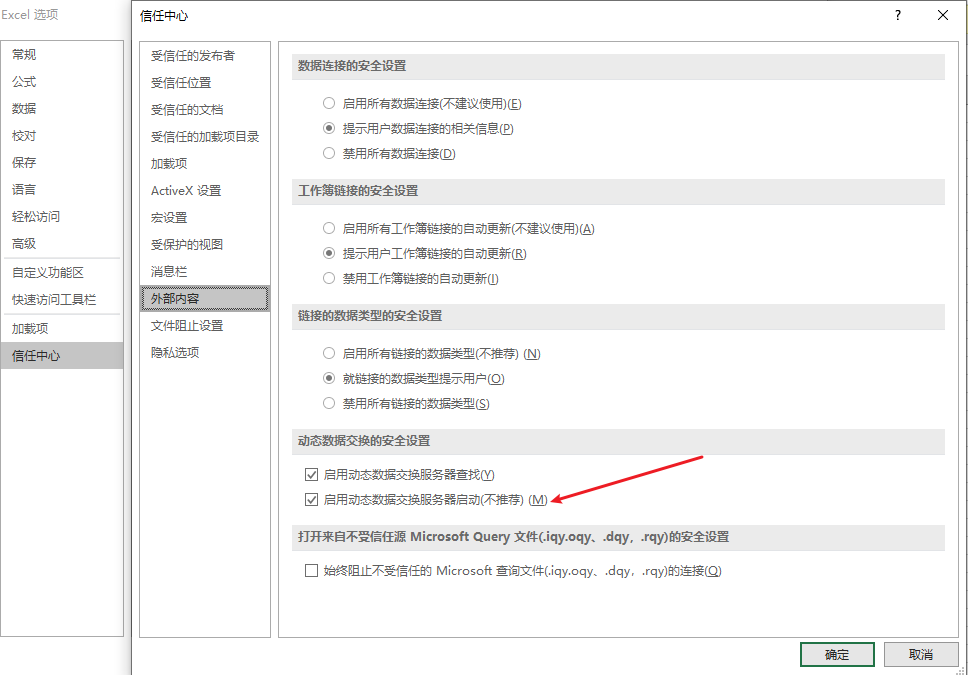 Excel 选项
常规
公式
数据
校对
保存
语言
轻松访问
高级
自定义功能区
快速访问工具栏
加载项
信任中心
信任中心
?
受信任的发布者
受信任位置
受信任的文档
受信任的加载项目录
加载项
ActiveX 设置
宏设置
受保护的视图
消息栏
外部内容
文件阻止设置
隐私选项
数据连接的安全设置
启用所有数据连接(不建议使用)(E)
提示用户数据连接的相关信息(P)
禁用所有数据连接(D)
工作簿链接的安全设置
启用所有工作簿链接的自动更新(不建议使用)(A)
提示用户工作簿链接的自动更新(R)
禁用工作簿链接的自动更新(I)
链接的数据类型的安全设置
启用所有链接的数据类型(不推荐) (N)
就链接的数据类型提示用户(O)
禁用所有链接的数据类型(S)
动态数据交换的安全设置
启用动态数据交换服务器查找(Y)
启用动态数据交换服务器启动(不推荐) (M)
打开来自不受信任源 Microsoft Query 文件(.iqy.oqy、.dqy，.rqy)的安全设置
始终阻止不受信任的 Microsoft 查询文件(.iqy.oqy、.dqy，.rqy)的连接(Q)
确定
取消